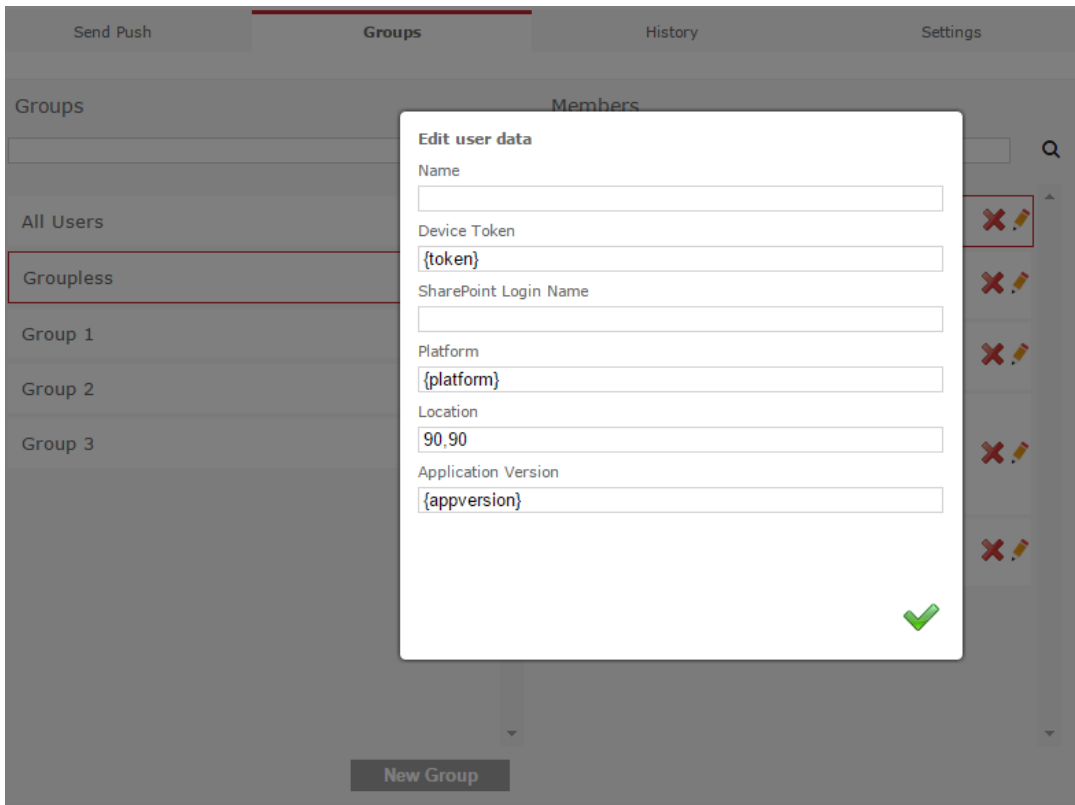 Send Push
Groups
History
Settings
Groups
Members
All Users
Groupless
Group 1
Group 2
Group 3
New Group
Edit user data
Name
Device Token
{token}
SharePoint Login Name
Platform
{platform}
Location
90,90
Application Version
{appversion}